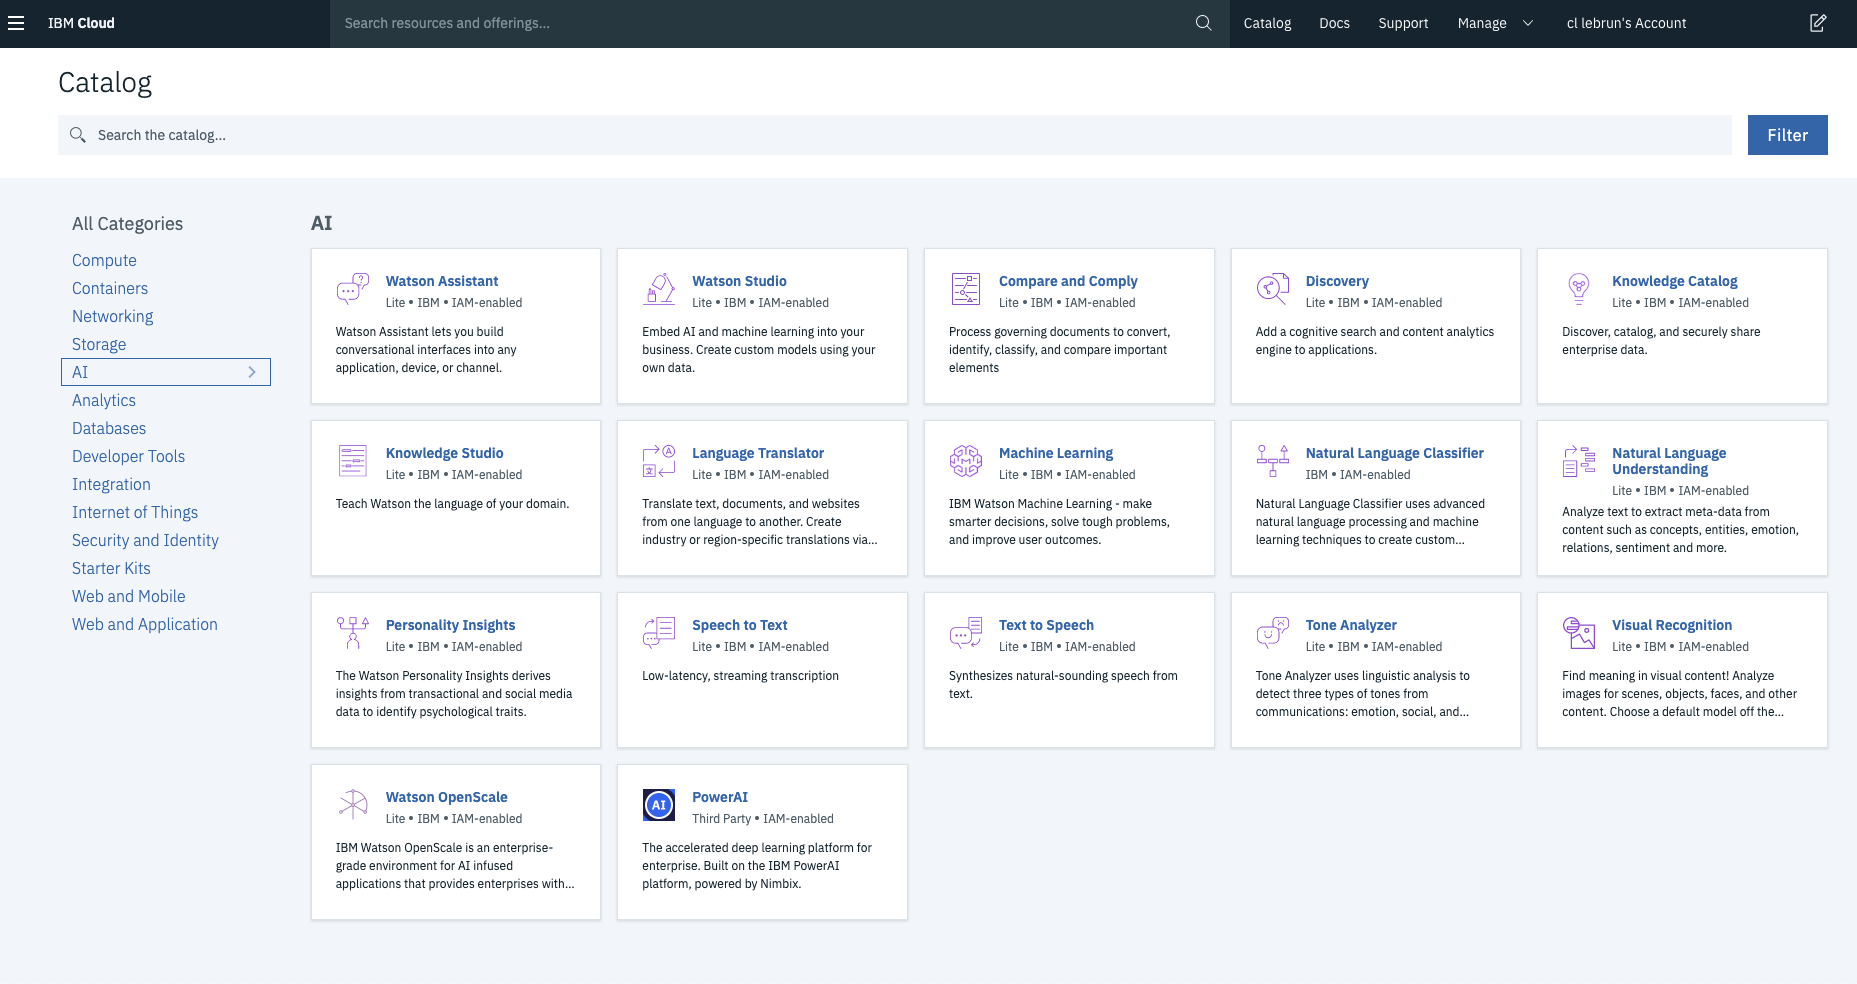 IBM Cloud
Search resources and offerings...
Catalog
Docs
Support
Manage
cl lebrun's Account
Catalog
Search the catalog...
Filter
All Categories
Compute
Containers
Networking
Storage
AI
Analytics
Databases
Developer Tools
Integration
Internet of Things
Security and Identity
Starter Kits
Web and Mobile
Web and Application
AI
Watson Assistant
Lite • IBM • IAM-enabled
Watson Assistant lets you build
conversational interfaces into any
application, device, or channel.
Watson Studio
Lite • IBM • IAM-enabled
Embed AI and machine learning into your
business. Create custom models using your
own data.
Compare and Comply
Lite • IBM • IAM-enabled
Process governing documents to convert,
identify, classify, and compare important
elements
Discovery
Lite • IBM • IAM-enabled
Add a cognitive search and content analytics
engine to applications.
Knowledge Catalog
Lite • IBM • IAM-enabled
Discover, catalog, and securely share
enterprise data.
Knowledge Studio
Lite • IBM • IAM-enabled
Teach Watson the language of your domain.
Language Translator
Lite • IBM • IAM-enabled
Translate text, documents, and websites
from one language to another. Create
industry or region-specific translations via...
Machine Learning
Lite • IBM • IAM-enabled
IBM Watson Machine Learning - make
smarter decisions, solve tough problems,
and improve user outcomes.
Natural Language Classifier
IBM • IAM-enabled
Natural Language Classifier uses advanced
natural language processing and machine
learning techniques to create custom...
Natural Language
Understanding
Lite • IBM • IAM-enabled
Analyze text to extract meta-data from
content such as concepts, entities, emotion,
relations, sentiment and more.
Personality Insights
Lite • IBM • IAM-enabled
The Watson Personality Insights derives
insights from transactional and social media
data to identify psychological traits.
Speech to Text
Lite • IBM • IAM-enabled
Low-latency, streaming transcription
Text to Speech
Lite • IBM • IAM-enabled
Synthesizes natural-sounding speech from
text.
Tone Analyzer
Lite • IBM • IAM-enabled
Tone Analyzer uses linguistic analysis to
detect three types of tones from
communications: emotion, social, and...
Visual Recognition
Lite • IBM • IAM-enabled
Find meaning in visual content! Analyze
images for scenes, objects, faces, and other
content. Choose a default model off the...
Watson OpenScale
Lite • IBM • IAM-enabled
IBM Watson OpenScale is an enterprise-
grade environment for AI infused
applications that provides enterprises with...
AI
PowerAI
Third Party • IAM-enabled
The accelerated deep learning platform for
enterprise. Built on the IBM PowerAI
platform, powered by Nimbix.